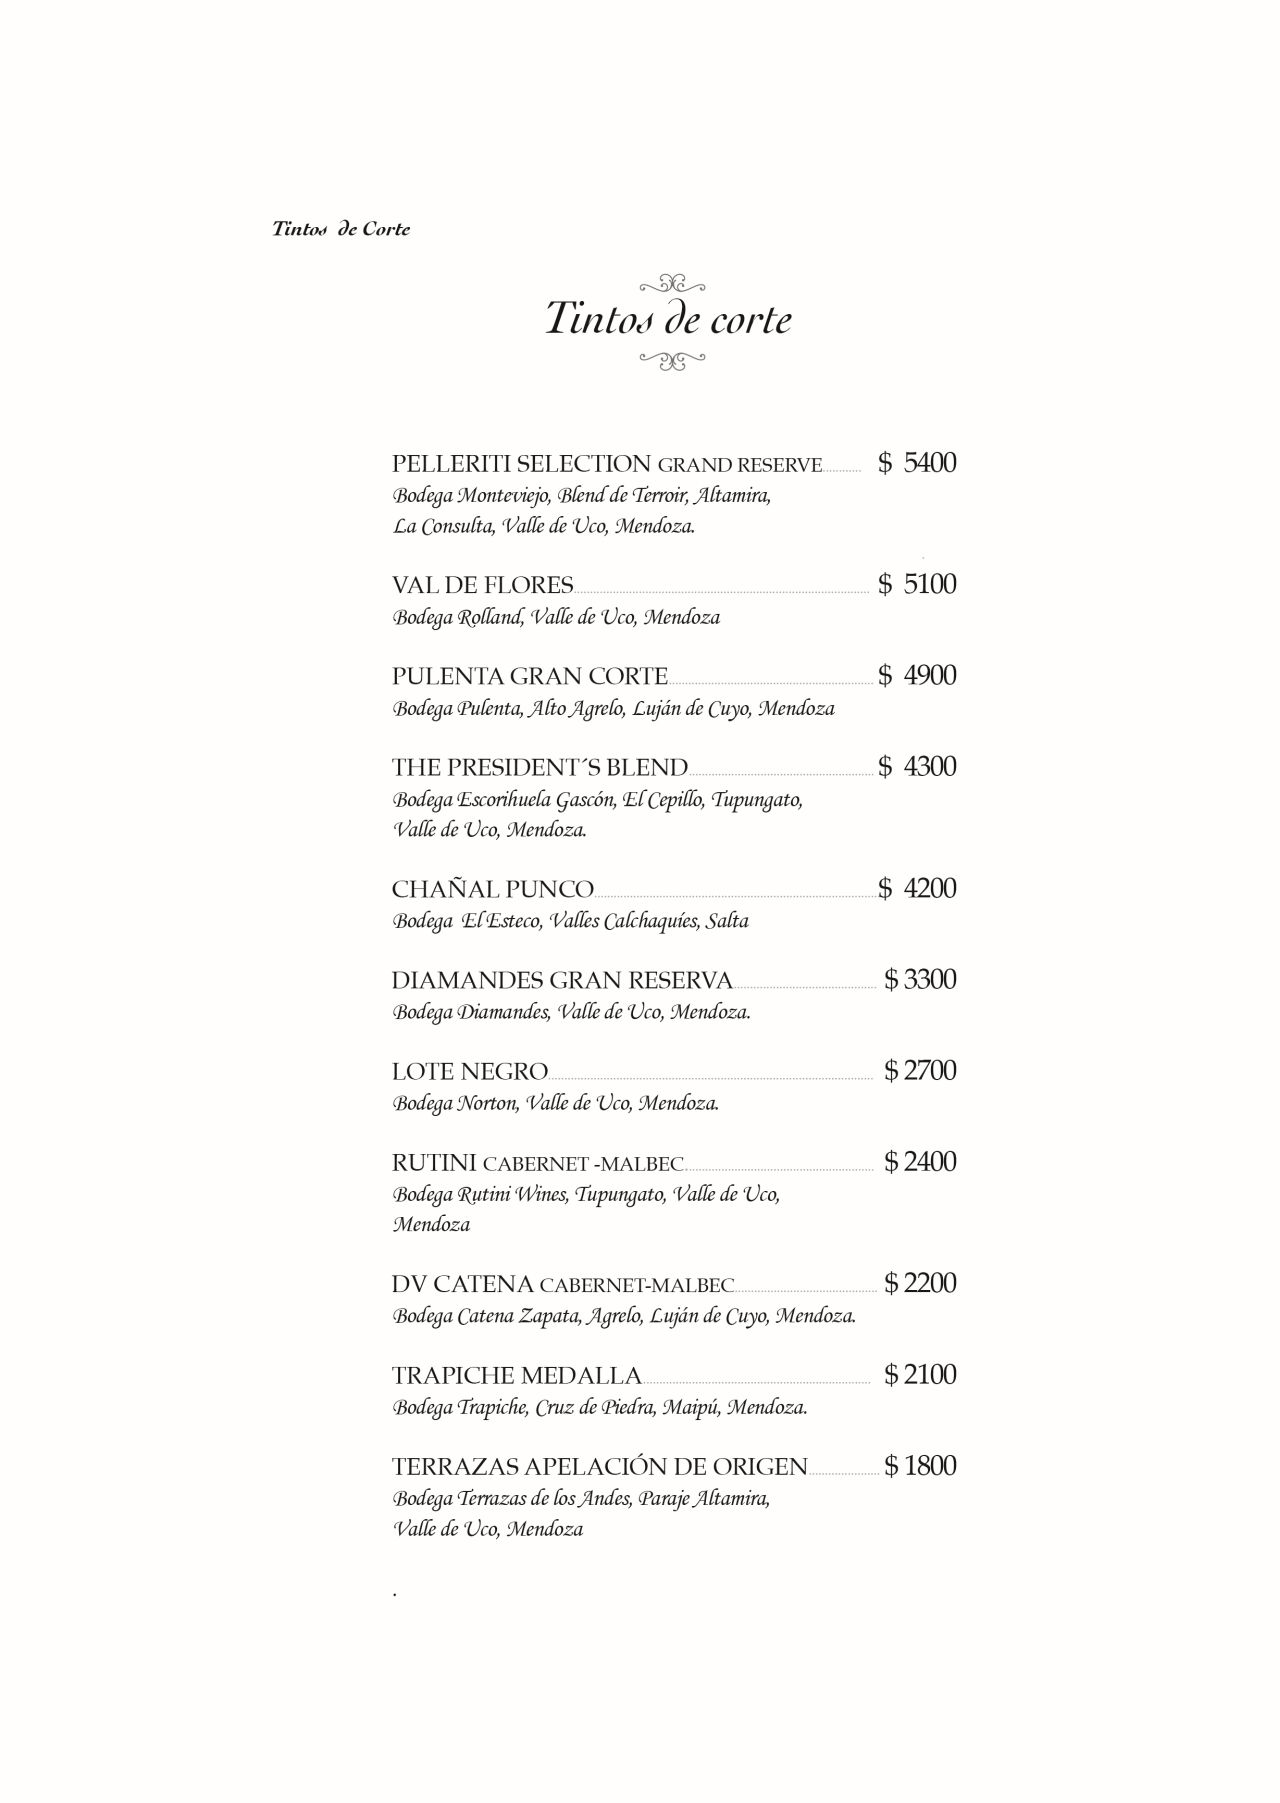 Tintos de Corte
Tintos de corte
PELLERITI SELECTION GRAND RESERVE.......... $ 5400
Bodega Monteviejo, Blend de Terroir, Altamira,
La Consulta, Valle de Uco, Mendoza.
VAL DE FLORES.......... $ 5100
Bodega Rolland, Valle de Uco, Mendoza
PULENTA GRAN CORTE.......... $ 4900
Bodega Pulenta, Alto Agrelo, Luján de Cuyo, Mendoza
THE PRESIDENT´S BLEND.......... $ 4300
Bodega Escorihuela Gascón, El Cepillo, Tupungato,
Valle de Uco, Mendoza.
CHAÑAL PUNCO.......... $ 4200
Bodega El Esteco, Valles Calchaquíes, Salta
DIAMANDES GRAN RESERVA.......... $ 3300
Bodega Diamandes, Valle de Uco, Mendoza.
LOTE NEGRO.......... $ 2700
Bodega Norton, Valle de Uco, Mendoza.
RUTINI CABERNET -MALBEC.......... $ 2400
Bodega Rutini Wines, Tupungato, Valle de Uco,
Mendoza
DV CATENA CABERNET-MALBEC.......... $ 2200
Bodega Catena Zapata, Agrelo, Luján de Cuyo, Mendoza.
TRAPICHE MEDALLA.......... $ 2100
Bodega Trapiche, Cruz de Piedra, Maipú, Mendoza.
TERRAZAS APELACIÓN DE ORIGEN.......... $ 1800
Bodega Terrazas de los Andes, Paraje Altamira,
Valle de Uco, Mendoza
.